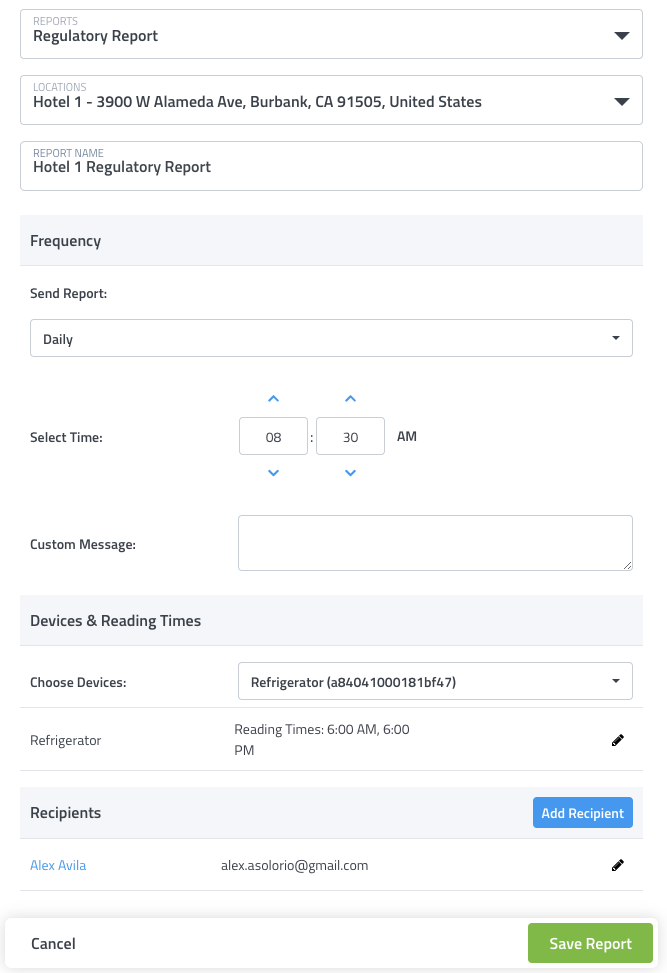 REPORTS
Regulatory Report
LOCATIONS
Hotel 1 - 3900 W Alameda Ave, Burbank, CA 91505, United States
REPORT NAME
Hotel 1 Regulatory Report
Frequency
Send Report:
Daily
Select Time:
08 : 30 AM
Custom Message:
Devices & Reading Times
Choose Devices:
Refrigerator (a84041000181bf47)
Refrigerator
Reading Times: 6:00 AM, 6:00
PM
Recipients
Add Recipient
Alex Avila
alex.asolorio@gmail.com
Cancel
Save Report